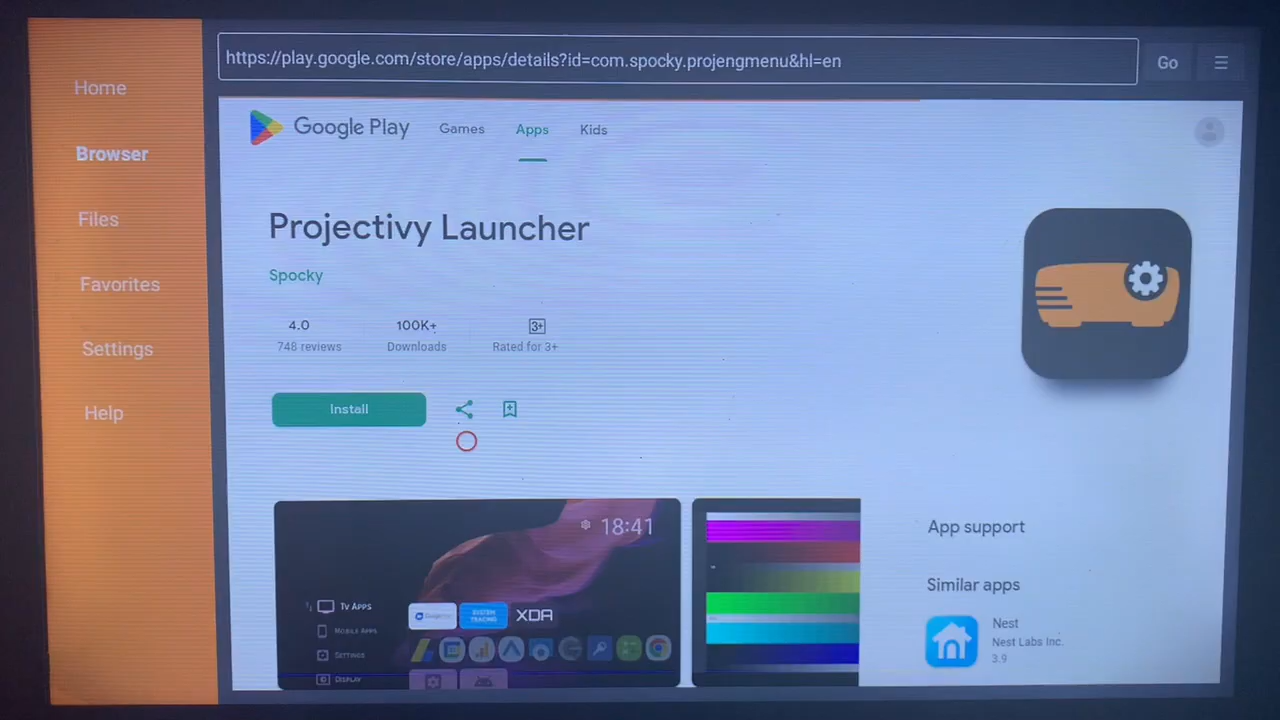 https://play.google.com/store/apps/details?id=com.spocky.projengmenu&hl=en
Go
Home
Browser
Files
Favorites
Settings
Help
Google Play
Games
Apps
Kids
Projectivy Launcher
Spocky
4.0
748 reviews
100K+
Downloads
3+
Rated for 3+
Install
18:41
Tv Apps
Mobile Apps
Settings
Display
SYSTEM
TRACING
XDA
App support
Similar apps
Nest
Nest Labs Inc.
3.9